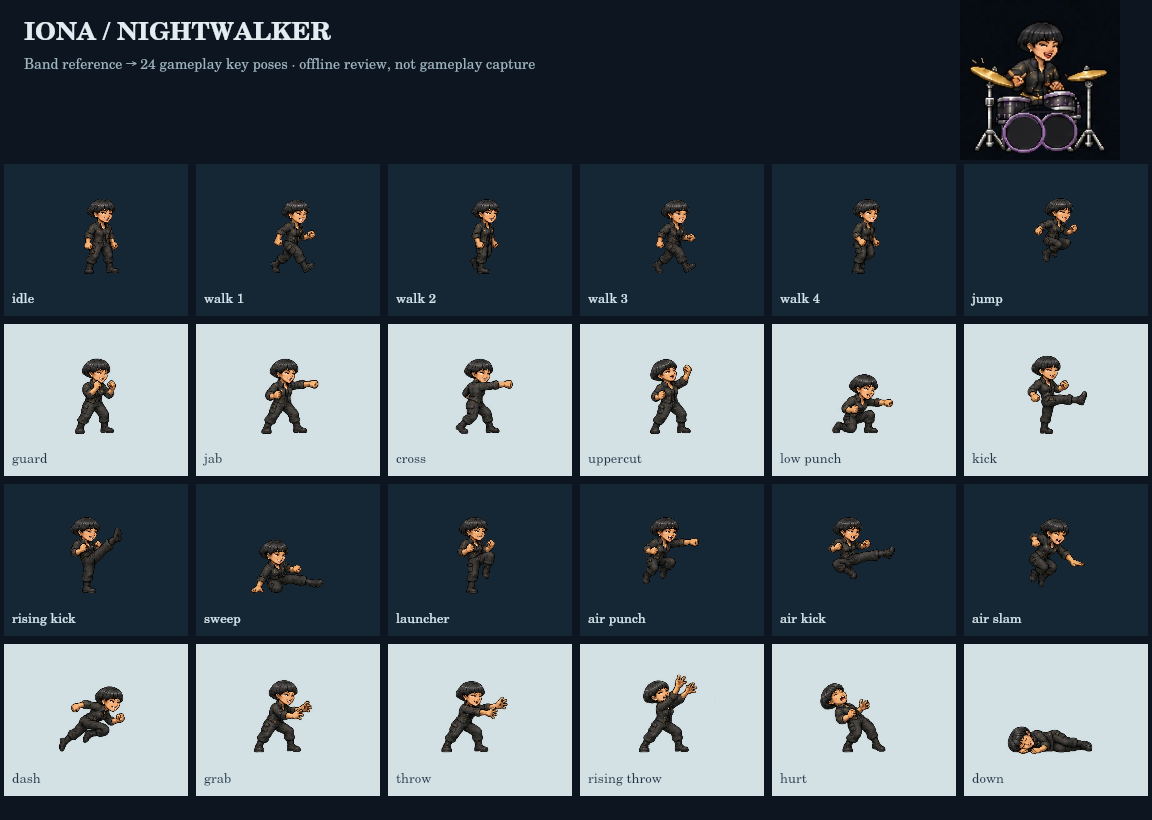 IONA / NIGHTWALKER
Band reference → 24 gameplay key poses · offline review, not gameplay capture
idle
walk 1
walk 2
walk 3
walk 4
jump
guard
jab
cross
uppercut
low punch
kick
rising kick
sweep
launcher
air punch
air kick
air slam
dash
grab
throw
rising throw
hurt
down